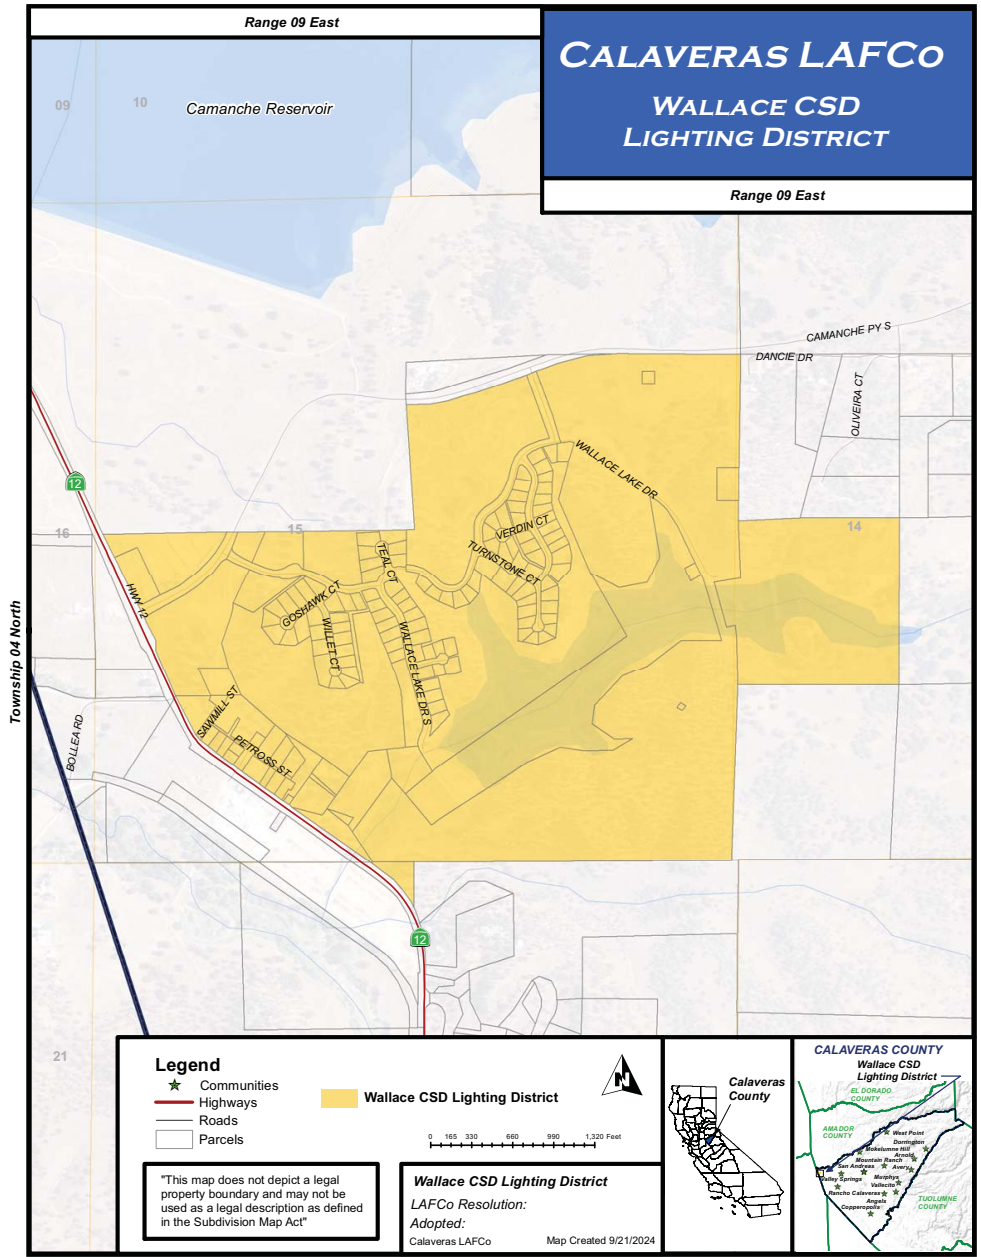 Range 09 East
CALAVERAS LAFCO
WALLACE CSD
LIGHTING DISTRICT
Range 09 East
09
10
Camanche Reservoir
CAMANCHE PY S
DANCIE DR
OLIVEIRA CT
WALLACE LAKE DR
12
16
15
14
VERDIN CT
TURNSTONE CT
TEAL CT
GOSHAWK CT
HWY 12
WILLET CT
WALLACE LAKE DR S
Township 04 North
SAWMILL ST
PETROSS ST
BOLLEA RD
12
21
Legend
Communities
Highways
Roads
Parcels
Wallace CSD Lighting District
N
0 165 330 660 990 1,320 Feet
"This map does not depict a legal
property boundary and may not be
used as a legal description as defined
in the Subdivision Map Act"
Wallace CSD Lighting District
LAFCo Resolution:
Adopted:
Calaveras LAFCo Map Created 9/21/2024
Calaveras
County
CALAVERAS COUNTY
Wallace CSD
Lighting District
EL DORADO
COUNTY
AMADOR
COUNTY
West Point
Dorrington
Mokelumne Hill
Arnold
Mountain Ranch
San Andreas
Avery
Valley Springs
Murphys
Vallecito
Rancho Calaveras
Angels
Copperopolis
TUOLUMNE
COUNTY